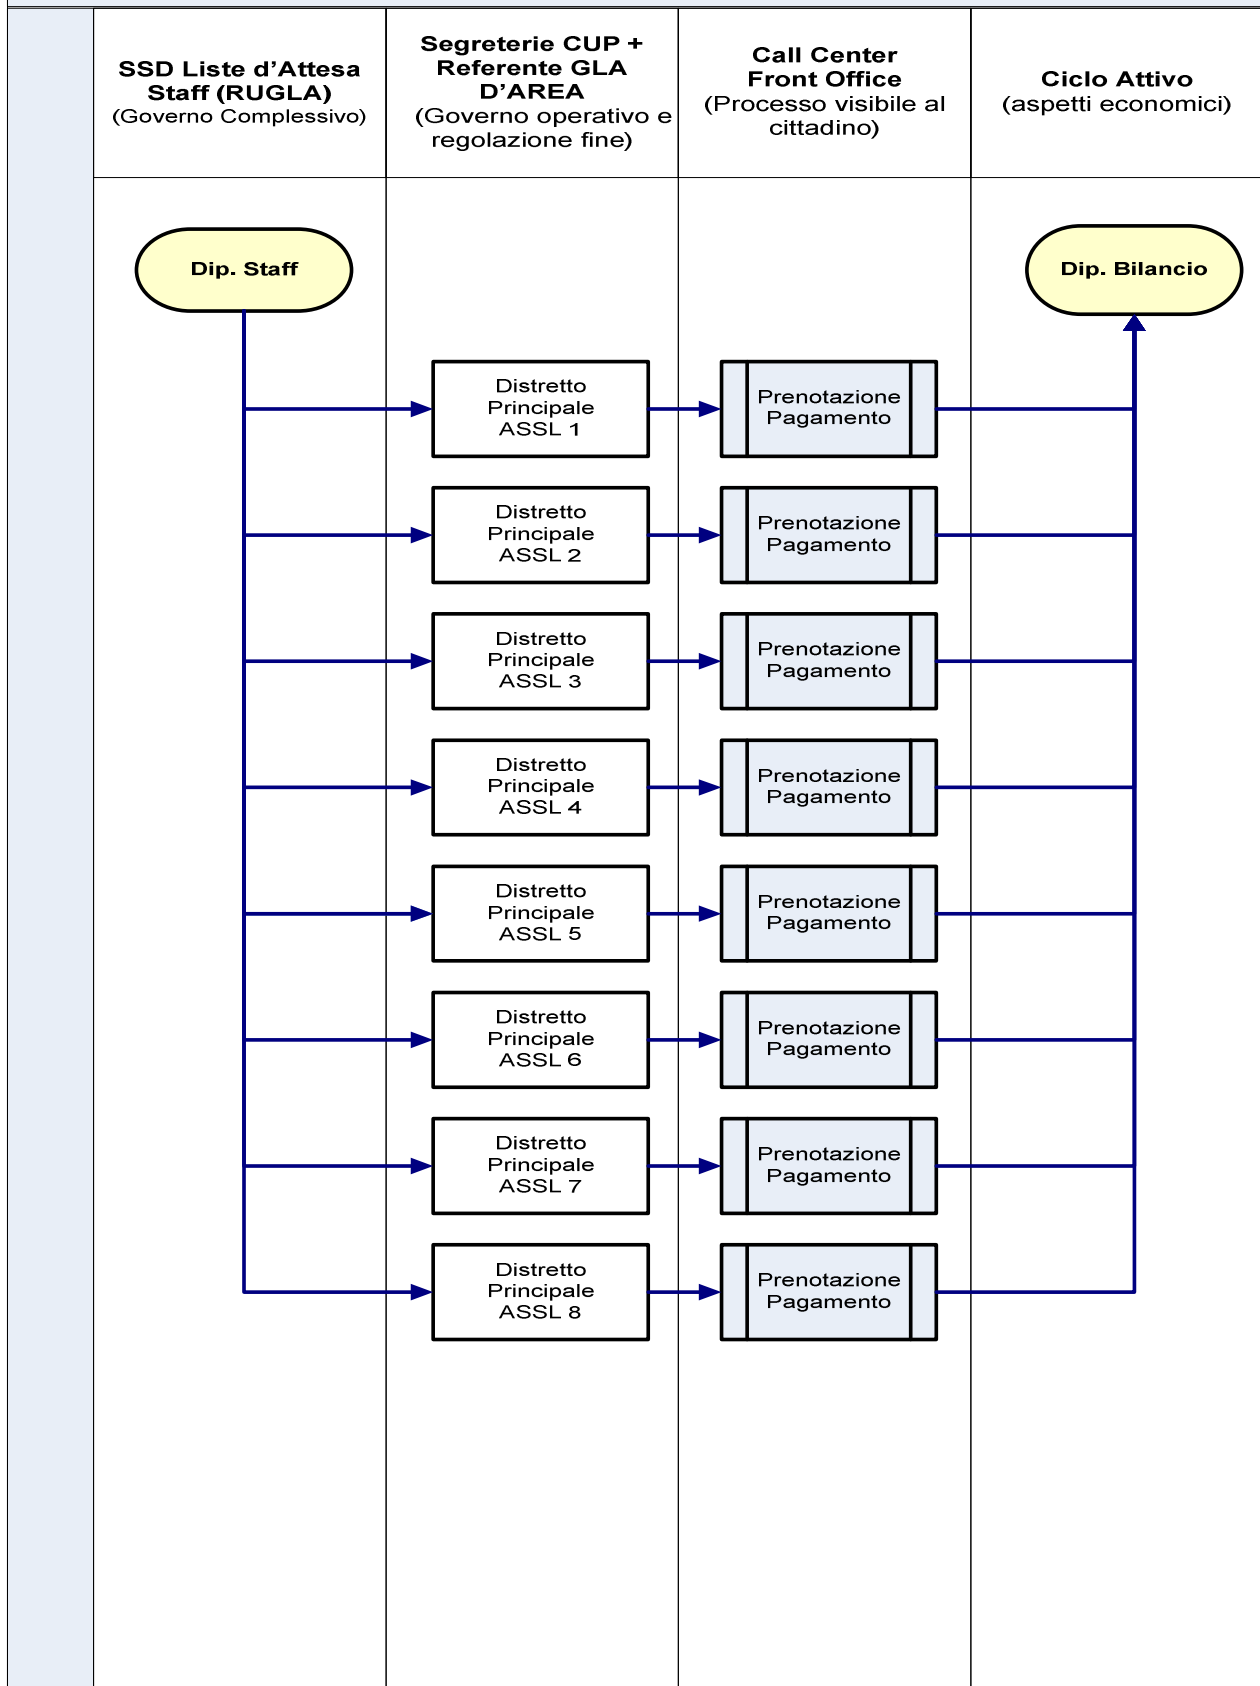 SSD Liste d’Attesa
Staff (RUGLA)
(Governo Complessivo)
Segreterie CUP +
Referente GLA
D’AREA
(Governo operativo e
regolazione fine)
Call Center
Front Office
(Processo visibile al
cittadino)
Ciclo Attivo
(aspetti economici)
Dip. Staff
Dip. Bilancio
Distretto
Principale
ASSL 1
Prenotazione
Pagamento
Distretto
Principale
ASSL 2
Prenotazione
Pagamento
Distretto
Principale
ASSL 3
Prenotazione
Pagamento
Distretto
Principale
ASSL 4
Prenotazione
Pagamento
Distretto
Principale
ASSL 5
Prenotazione
Pagamento
Distretto
Principale
ASSL 6
Prenotazione
Pagamento
Distretto
Principale
ASSL 7
Prenotazione
Pagamento
Distretto
Principale
ASSL 8
Prenotazione
Pagamento